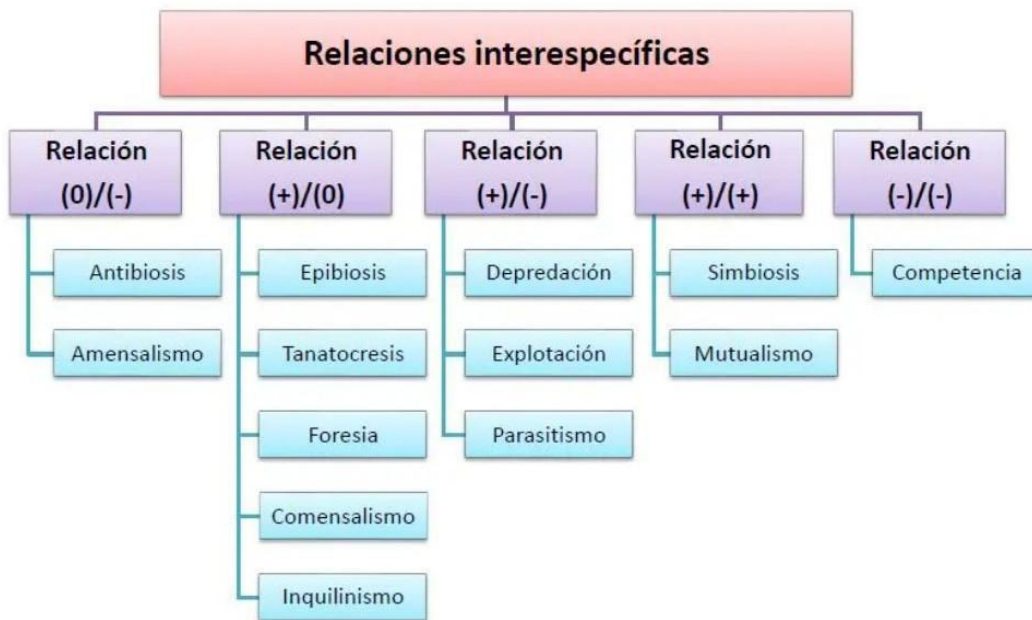 Relaciones interespecíficas
Relación
(0)/(-)
Antibiosis
Amensalismo
Relación
(+)/(0)
Epibiosis
Tanatocresis
Foresia
Comensalismo
Inquilinismo
Relación
(+)/(-)
Depredación
Explotación
Parasitismo
Relación
(+)/(+)
Simbiosis
Mutualismo
Relación
(-)/(-)
Competencia